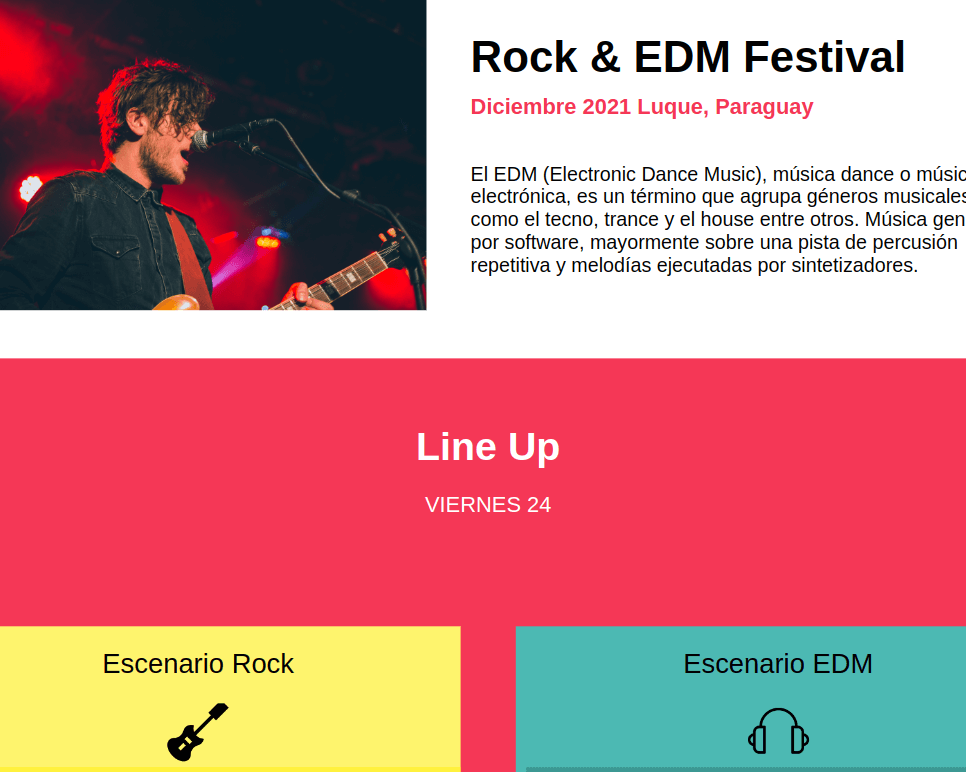 Rock & EDM Festival
Diciembre 2021 Luque, Paraguay
El EDM (Electronic Dance Music), música dance o músic
electrónica, es un término que agrupa géneros musicales
como el tecno, trance y el house entre otros. Música gen
por software, mayormente sobre una pista de percusión
repetitiva y melodías ejecutadas por sintetizadores.
Line Up
VIERNES 24
Escenario Rock
Escenario EDM